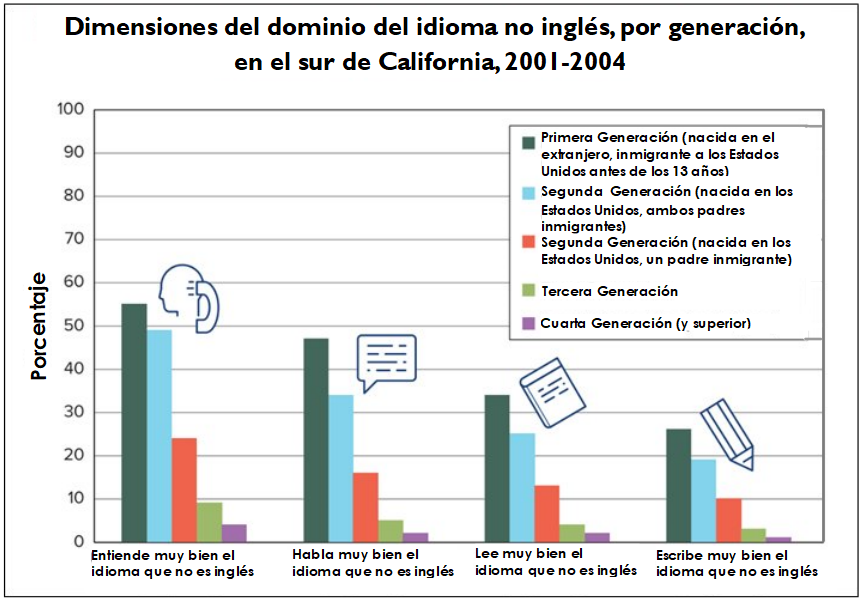 Dimensiones del dominio del idioma no inglés, por generación,
en el sur de California, 2001-2004
Porcentaje
100
90
80
70
60
50
40
30
20
10
0
Primera Generación (nacida en el
extranjero, inmigrante a los Estados
Unidos antes de los 13 años)
Segunda Generación (nacida en los
Estados Unidos, ambos padres
inmigrantes)
Segunda Generación (nacida en los
Estados Unidos, un padre inmigrante)
Tercera Generación
Cuarta Generación (y superior)
Entiende muy bien el
idioma que no es inglés
Habla muy bien el
idioma que no es inglés
Lee muy bien el
idioma que no es inglés
Escribe muy bien el
idioma que no es inglés